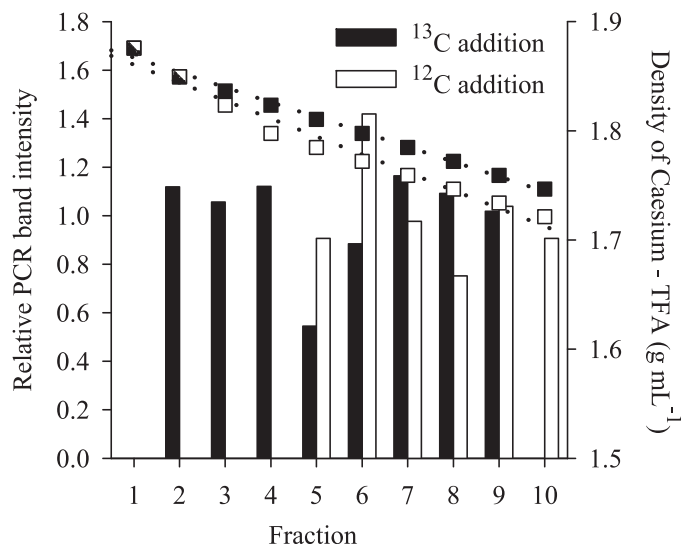 1.8
1.6
1.4
1.2
1.0
0.8
0.6
0.4
0.2
0.0
Relative PCR band intensity
¹³C addition
¹²C addition
1.9
1.8
1.7
1.6
1.5
Density of Caesium - TFA (g mL⁻¹)
1 2 3 4 5 6 7 8 9 10
Fraction